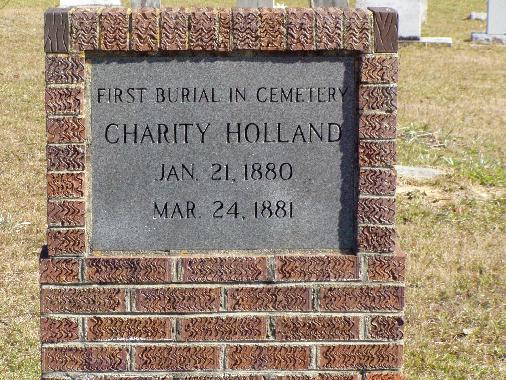 FIRST BURIAL IN CEMETERY
CHARITY HOLLAND
JAN. 21, 1880
MAR. 24, 1881